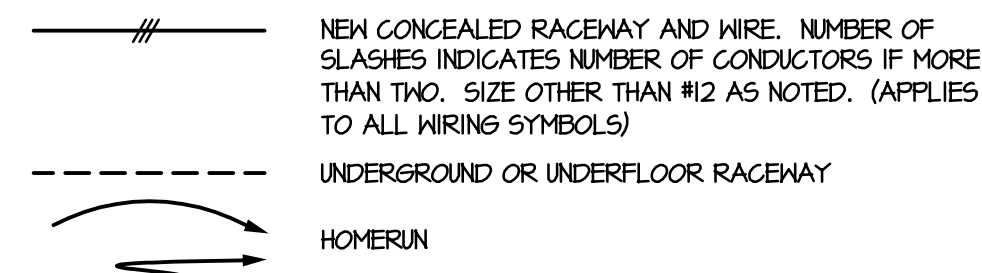 NEW CONCEALED RACEWAY AND WIRE. NUMBER OF
SLASHES INDICATES NUMBER OF CONDUCTORS IF MORE
THAN TWO. SIZE OTHER THAN #12 AS NOTED. (APPLIES
TO ALL WIRING SYMBOLS)
UNDERGROUND OR UNDERFLOOR RACEWAY
HOMERUN